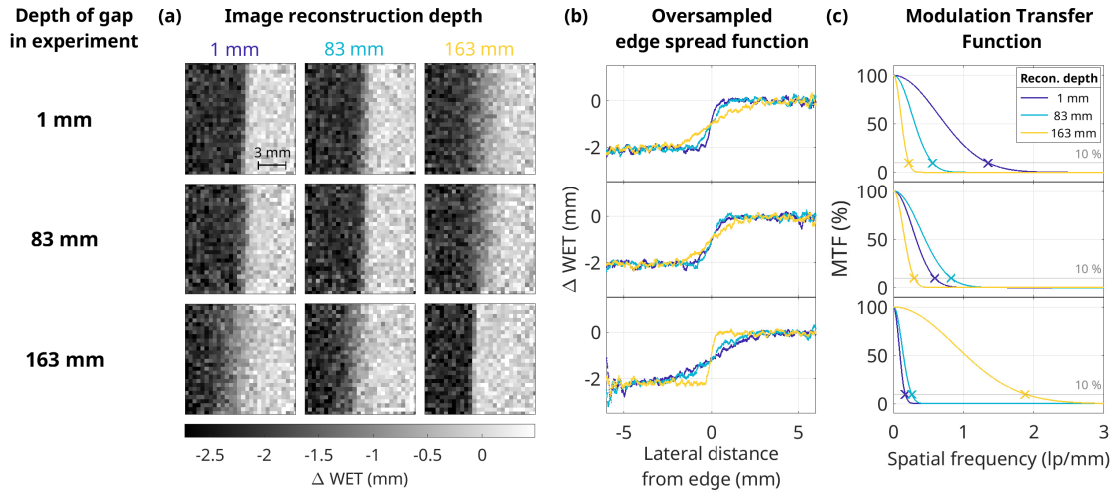 Depth of gap
in experiment
(a)
Image reconstruction depth
1 mm
83 mm
163 mm
1 mm
83 mm
163 mm
3 mm
-2.5
-2
-1.5
-1
-0.5
0
Δ WET (mm)
(b)
Oversampled
edge spread function
0
-2
0
-2
0
-2
Δ WET (mm)
-5
0
5
Lateral distance
from edge (mm)
(c)
Modulation Transfer
Function
100
50
0
100
50
0
100
50
0
MTF (%)
Recon. depth
1 mm
83 mm
163 mm
10 %
10 %
10 %
0
1
2
3
Spatial frequency (lp/mm)